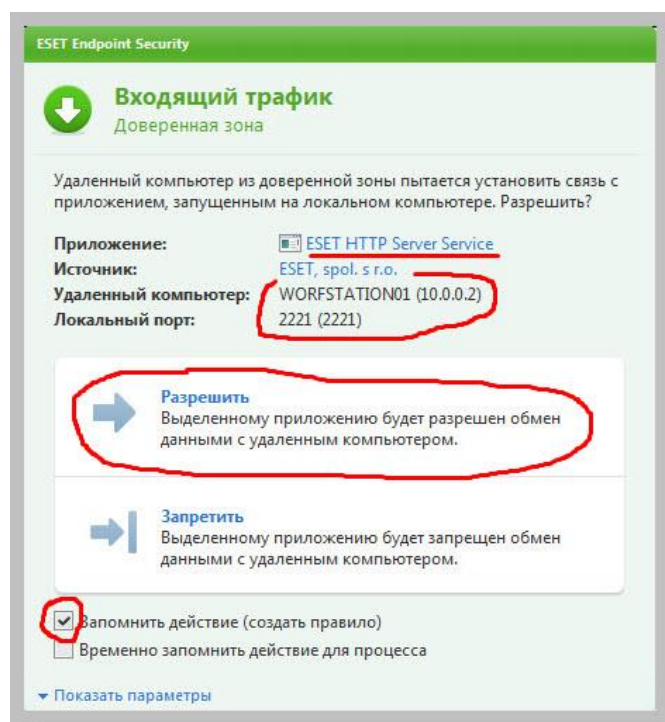 ESET Endpoint Security
Входящий трафик
Доверенная зона
Удаленный компьютер из доверенной зоны пытается установить связь с
приложением, запущенным на локальном компьютере. Разрешить?
Приложение: ESET HTTP Server Service
Источник: ESET, spol. s r.o.
Удаленный компьютер: WORFSTATION01 (10.0.0.2)
Локальный порт: 2221 (2221)
Разрешить
Выделенному приложению будет разрешен обмен
данными с удаленным компьютером.
Запретить
Выделенному приложению будет запрещен обмен
данными с удаленным компьютером.
Запомнить действие (создать правило)
Временно запомнить действие для процесса
Показать параметры